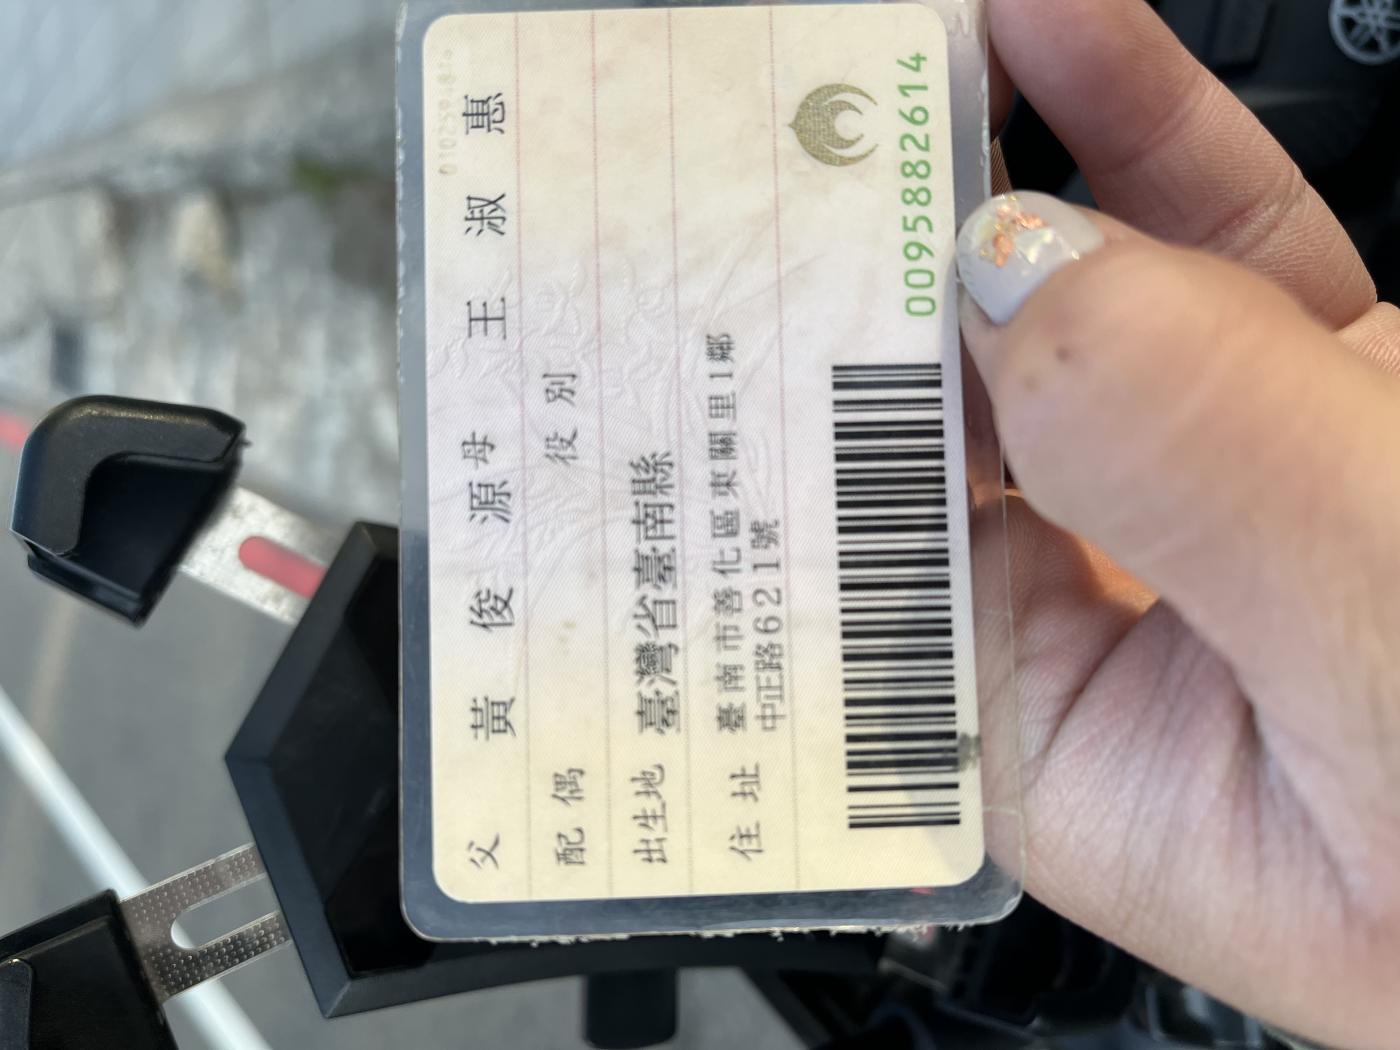 父 黃俊源 母 王淑惠
配偶 役別
出生地 臺灣省臺南縣
住址 臺南市善化區東關里1鄰
中正路621號
0095882614